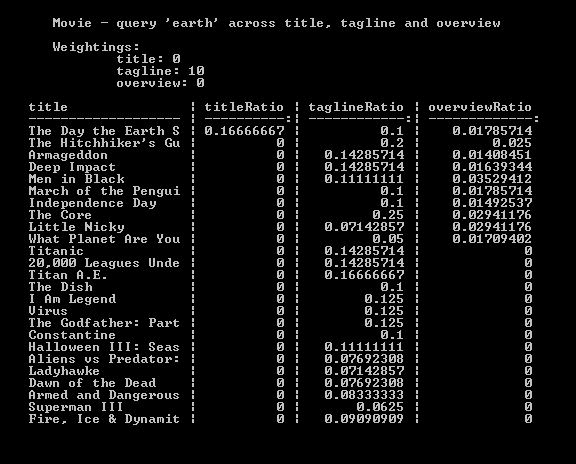 Movie - query 'earth' across title, tagline and overview
Weightings:
title: 0
tagline: 10
overview: 0
title ¦ titleRatio ¦ taglineRatio ¦ overviewRatio
-------------------- ¦ -----------:¦ -------------:¦ --------------:
The Day the Earth S ¦ 0.16666667 ¦ 0.1 ¦ 0.01785714
The Hitchhiker's Gu ¦ 0 ¦ 0.2 ¦ 0.025
Armageddon ¦ 0 ¦ 0.14285714 ¦ 0.01408451
Deep Impact ¦ 0 ¦ 0.14285714 ¦ 0.01639344
Men in Black ¦ 0 ¦ 0.11111111 ¦ 0.03529412
March of the Pengui ¦ 0 ¦ 0.1 ¦ 0.01785714
Independence Day ¦ 0 ¦ 0.1 ¦ 0.01492537
The Core ¦ 0 ¦ 0.25 ¦ 0.02941176
Little Nicky ¦ 0 ¦ 0.07142857 ¦ 0.02941176
What Planet Are You ¦ 0 ¦ 0.05 ¦ 0.01709402
Titanic ¦ 0 ¦ 0.14285714 ¦ 0
20,000 Leagues Unde ¦ 0 ¦ 0.14285714 ¦ 0
Titan A.E. ¦ 0 ¦ 0.16666667 ¦ 0
The Dish ¦ 0 ¦ 0.1 ¦ 0
I Am Legend ¦ 0 ¦ 0.125 ¦ 0
Virus ¦ 0 ¦ 0.125 ¦ 0
The Godfather: Part ¦ 0 ¦ 0.125 ¦ 0
Constantine ¦ 0 ¦ 0.1 ¦ 0
Halloween III: Seas ¦ 0 ¦ 0.11111111 ¦ 0
Aliens vs Predator: ¦ 0 ¦ 0.07692308 ¦ 0
Ladyhawke ¦ 0 ¦ 0.07142857 ¦ 0
Dawn of the Dead ¦ 0 ¦ 0.07692308 ¦ 0
Armed and Dangerous ¦ 0 ¦ 0.08333333 ¦ 0
Superman III ¦ 0 ¦ 0.0625 ¦ 0
Fire, Ice & Dynamit ¦ 0 ¦ 0.09090909 ¦ 0